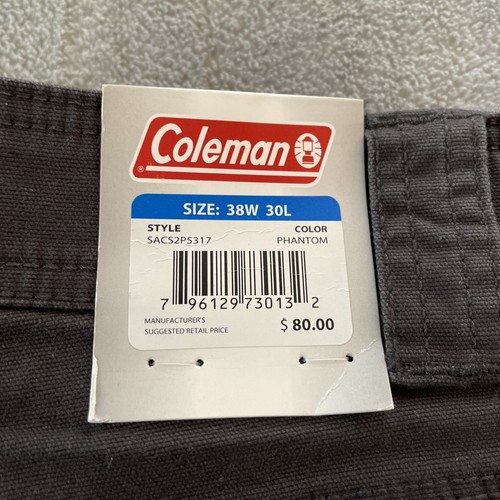 Coleman
®
SIZE: 38W 30L
STYLE COLOR
SACS2P5317 PHANTOM
7 96129 73013 2
MANUFACTURER'S
SUGGESTED RETAIL PRICE $ 80.00